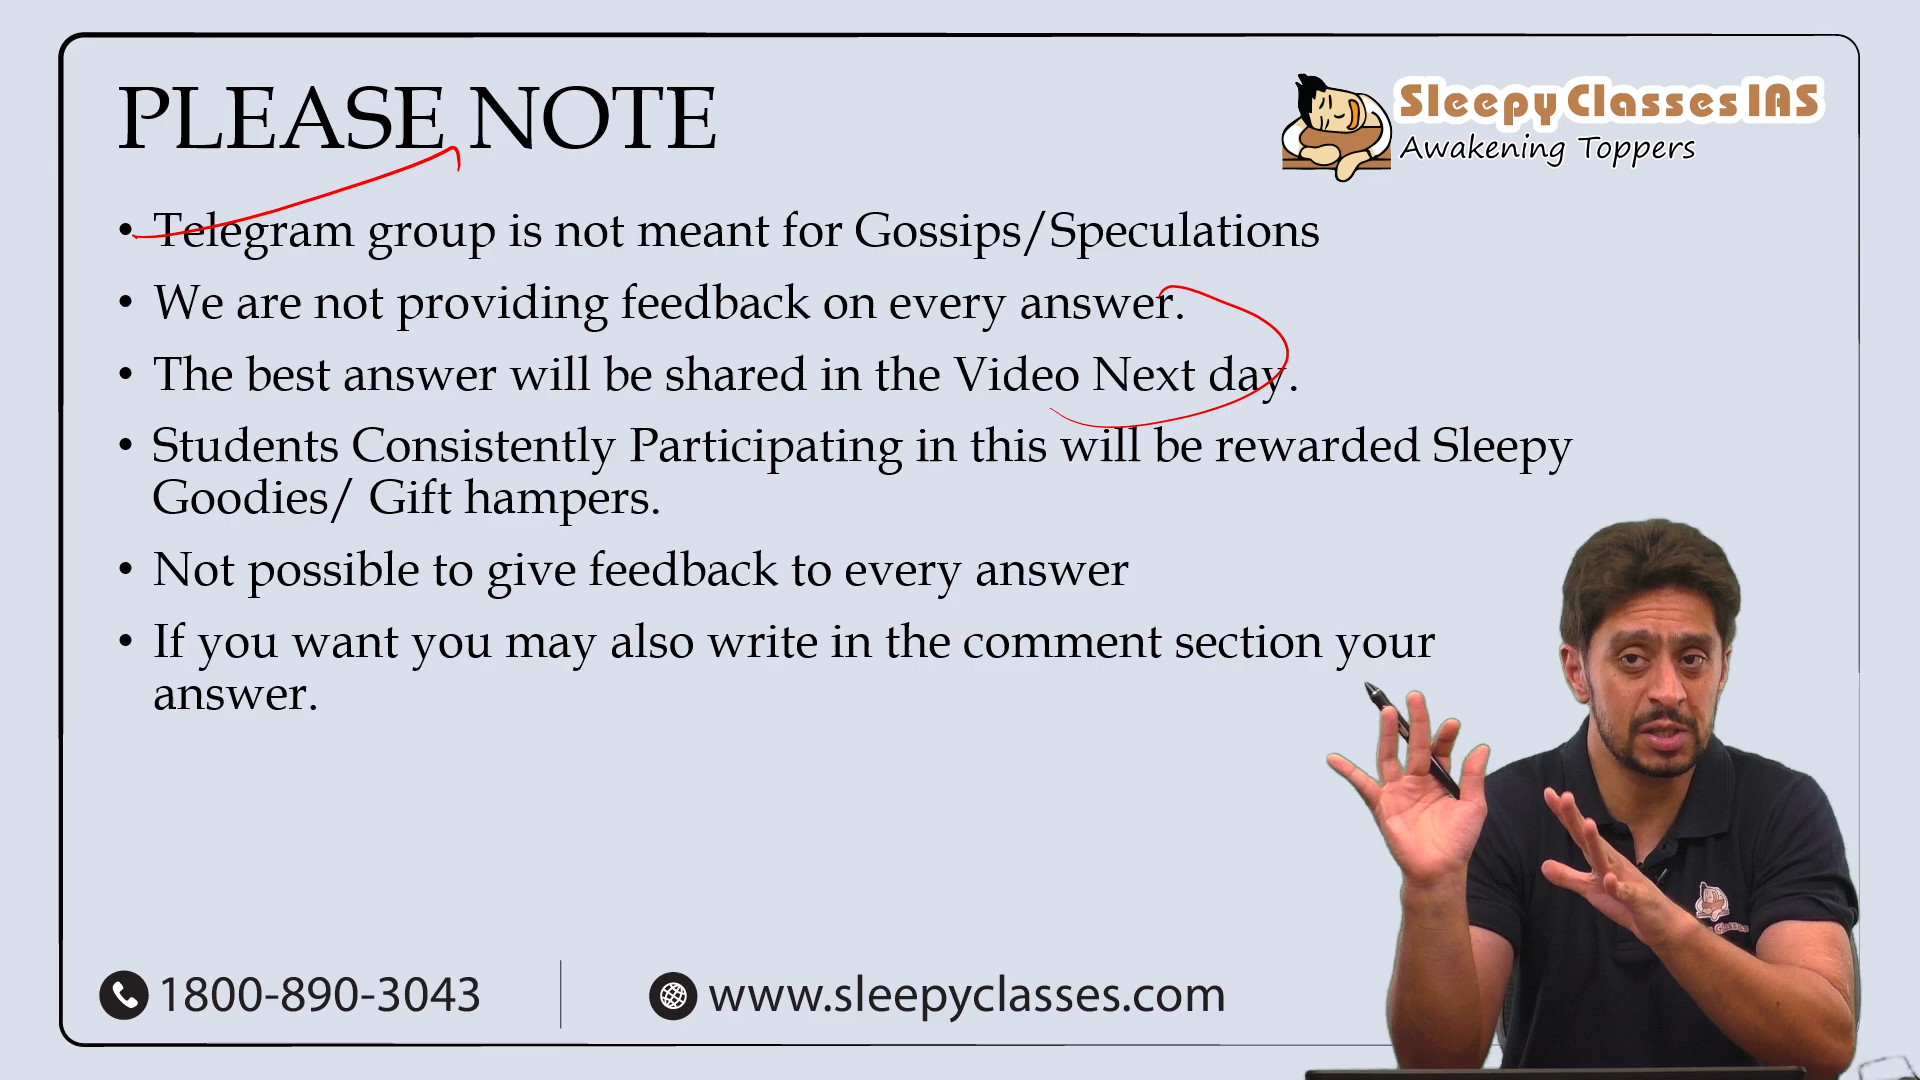 PLEASE NOTE
Sleepy Classes IAS
Awakening Toppers
• Telegram group is not meant for Gossips/Speculations
• We are not providing feedback on every answer.
• The best answer will be shared in the Video Next day.
• Students Consistently Participating in this will be rewarded Sleepy
Goodies/ Gift hampers.
• Not possible to give feedback to every answer
• If you want you may also write in the comment section your
answer.
1800-890-3043
www.sleepyclasses.com